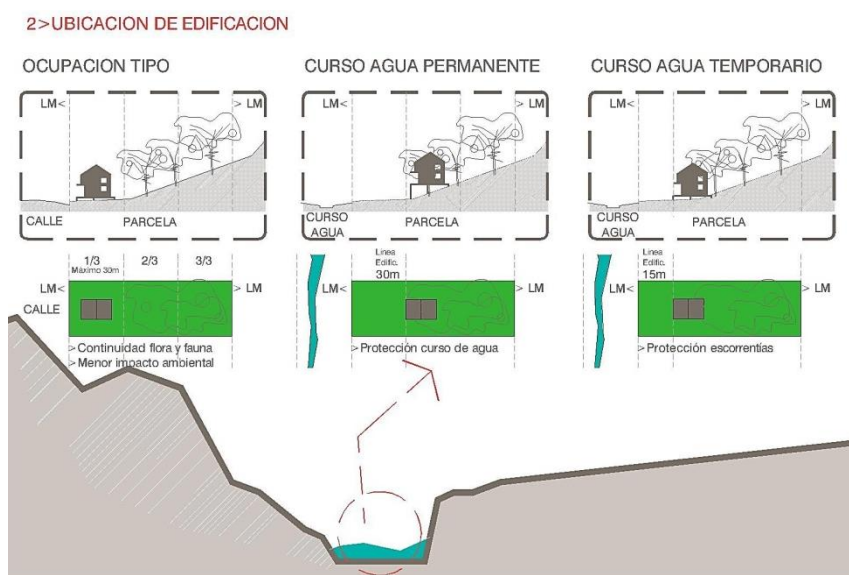 2>UBICACION DE EDIFICACION
OCUPACION TIPO
LM<
> LM
CALLE
PARCELA
1/3
Máximo 30m
2/3
3/3
LM<
> LM
CALLE
> Continuidad flora y fauna
> Menor impacto ambiental
CURSO AGUA PERMANENTE
LM<
> LM
CURSO
AGUA
PARCELA
Linea
Edific.
30m
LM<
> LM
> Protección curso de agua
CURSO AGUA TEMPORARIO
LM<
> LM
CURSO
AGUA
PARCELA
Linea
Edific.
15m
LM<
> LM
> Protección escorrentías